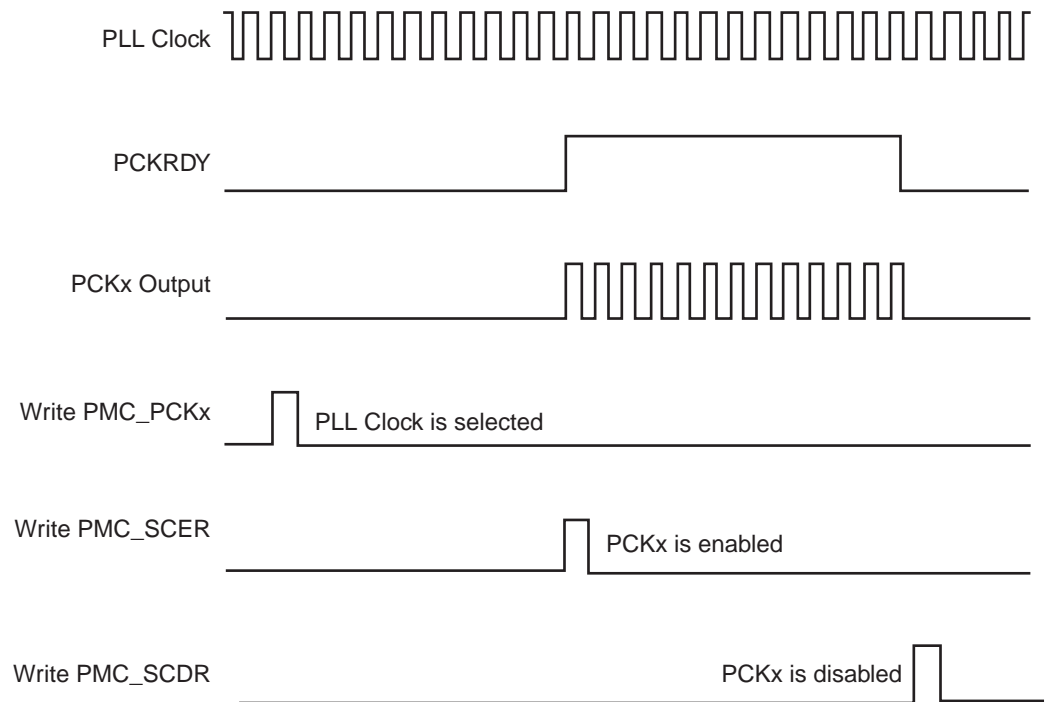 PLL Clock
PCKRDY
PCKx Output
Write PMC_PCKx
PLL Clock is selected
Write PMC_SCER
PCKx is enabled
Write PMC_SCDR
PCKx is disabled